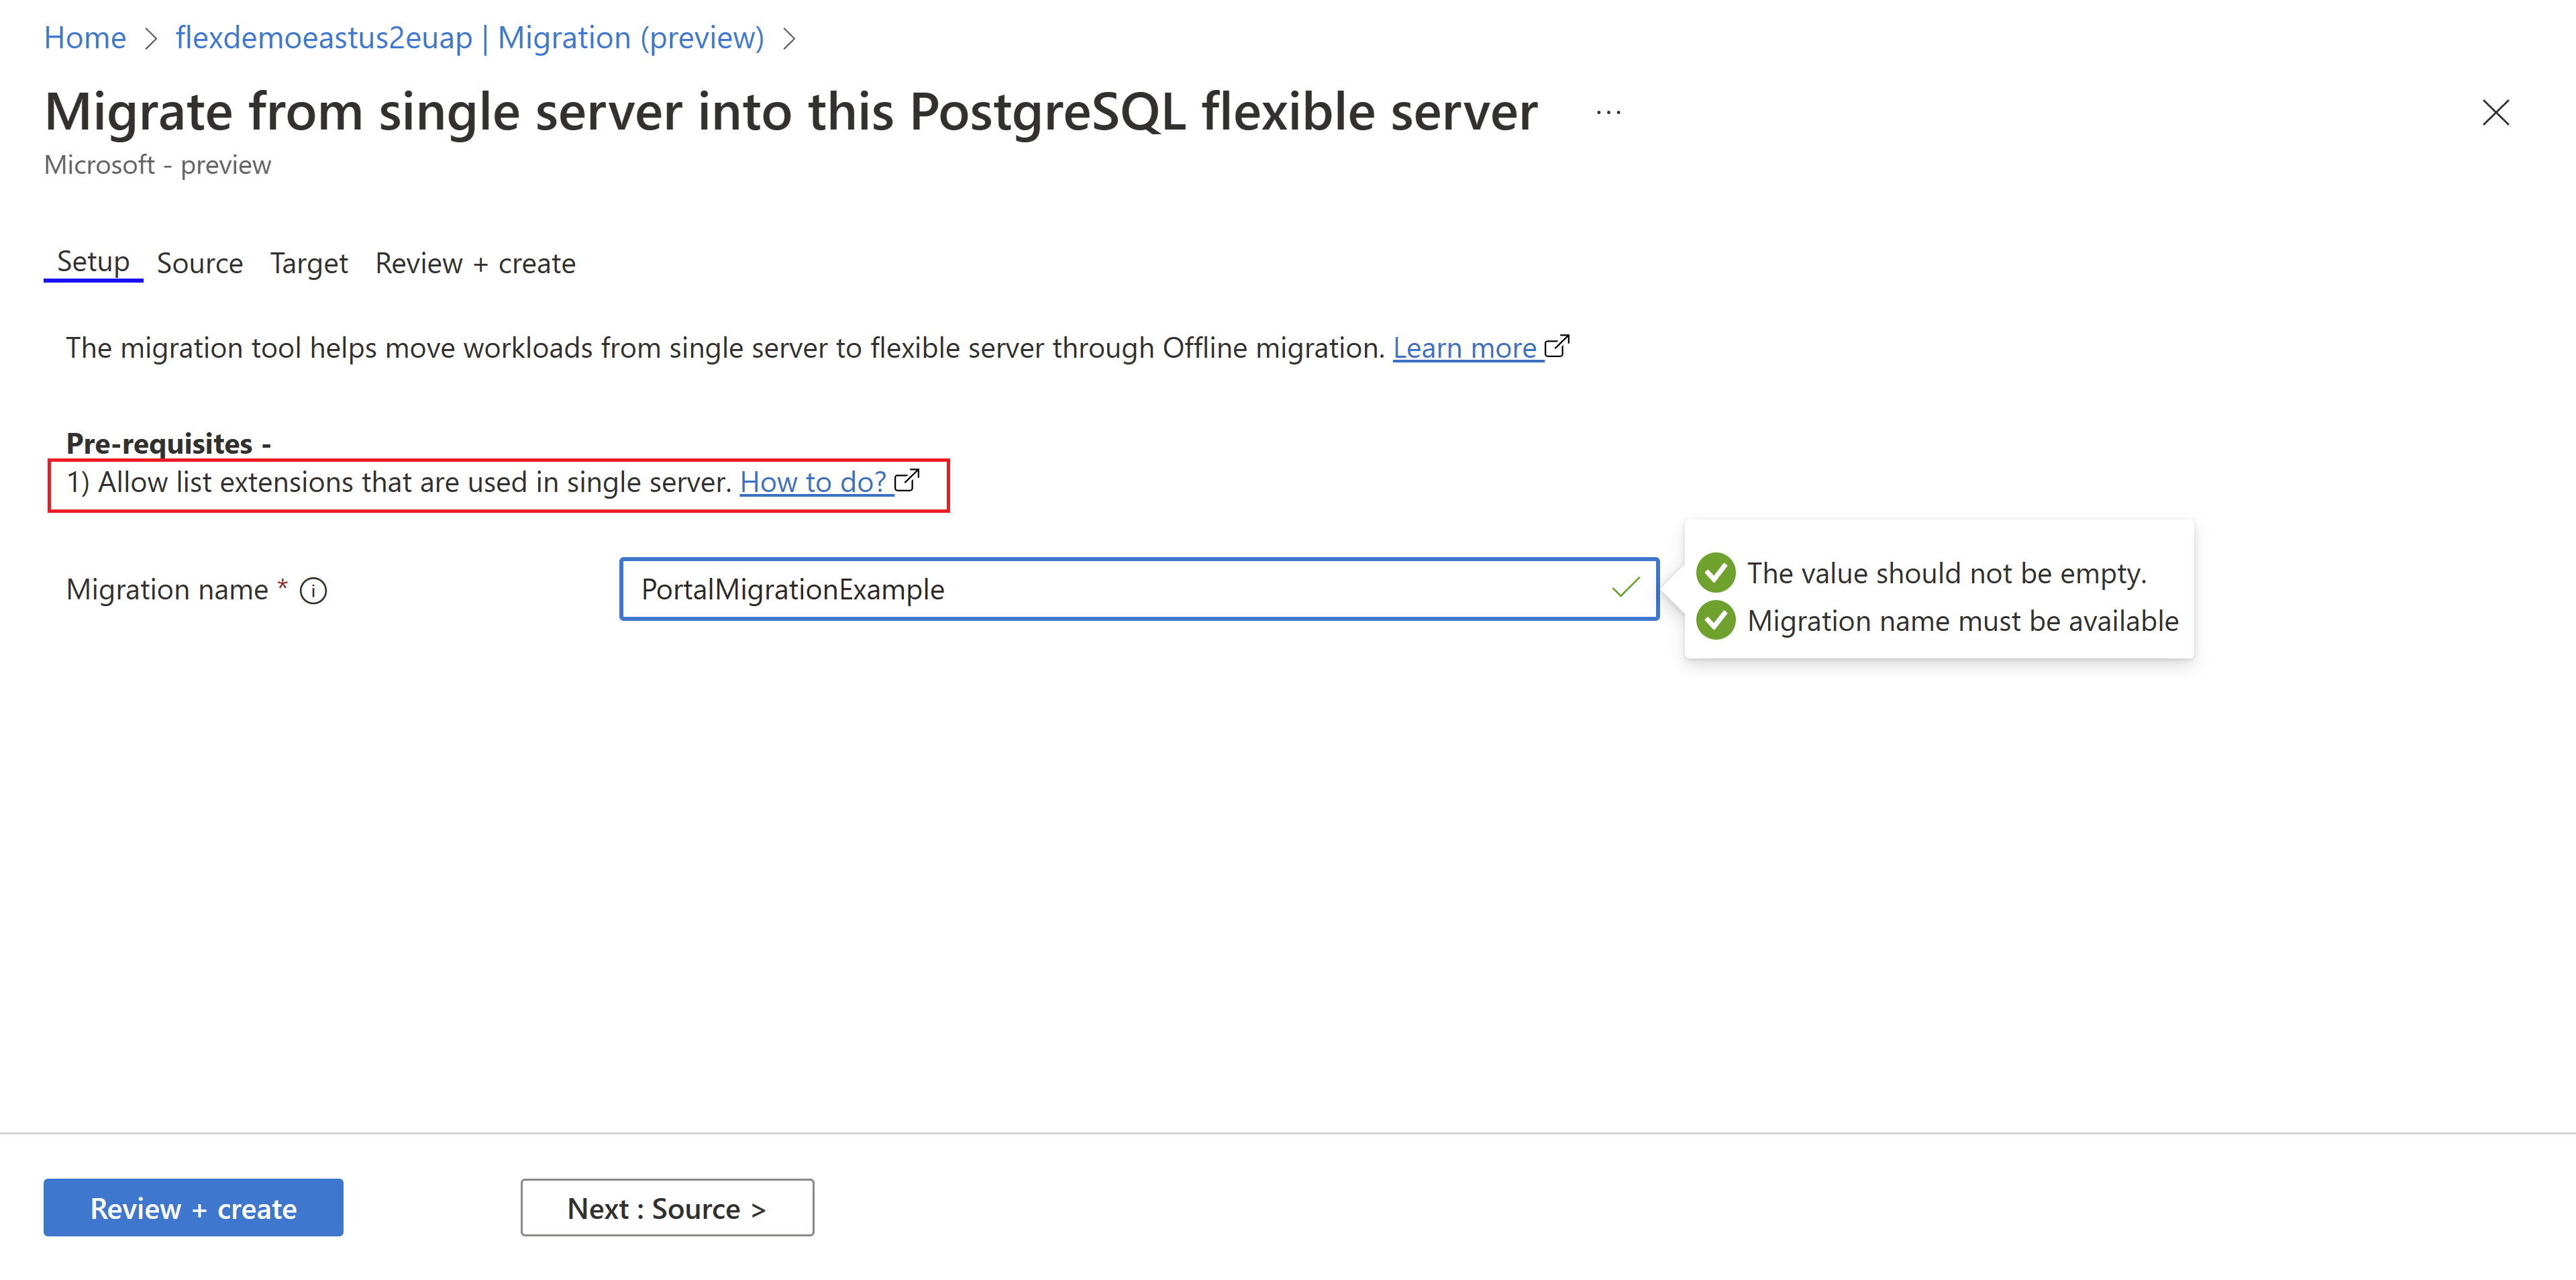 Home > flexdemoeastus2euap | Migration (preview) >
Migrate from single server into this PostgreSQL flexible server ...
Microsoft - preview
Setup Source Target Review + create
The migration tool helps move workloads from single server to flexible server through Offline migration. Learn more
Pre-requisites -
1) Allow list extensions that are used in single server. How to do?
Migration name * PortalMigrationExample
The value should not be empty.
Migration name must be available
Review + create Next : Source >